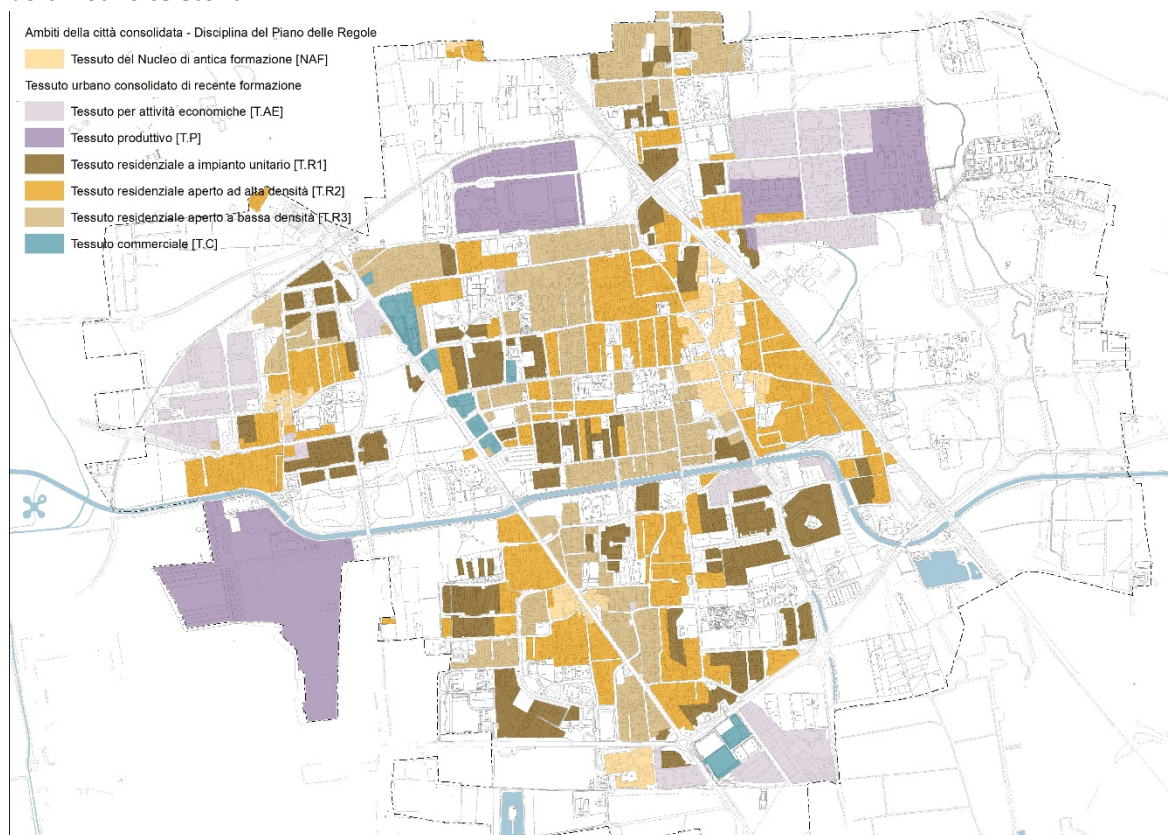 Ambiti della città consolidata - Disciplina del Piano delle Regole
Tessuto del Nucleo di antica formazione [NAF]
Tessuto urbano consolidato di recente formazione
Tessuto per attività economiche [T.AE]
Tessuto produttivo [T.P]
Tessuto residenziale a impianto unitario [T.R1]
Tessuto residenziale aperto ad alta densità [T.R2]
Tessuto residenziale aperto a bassa densità [T.R3]
Tessuto commerciale [T.C]